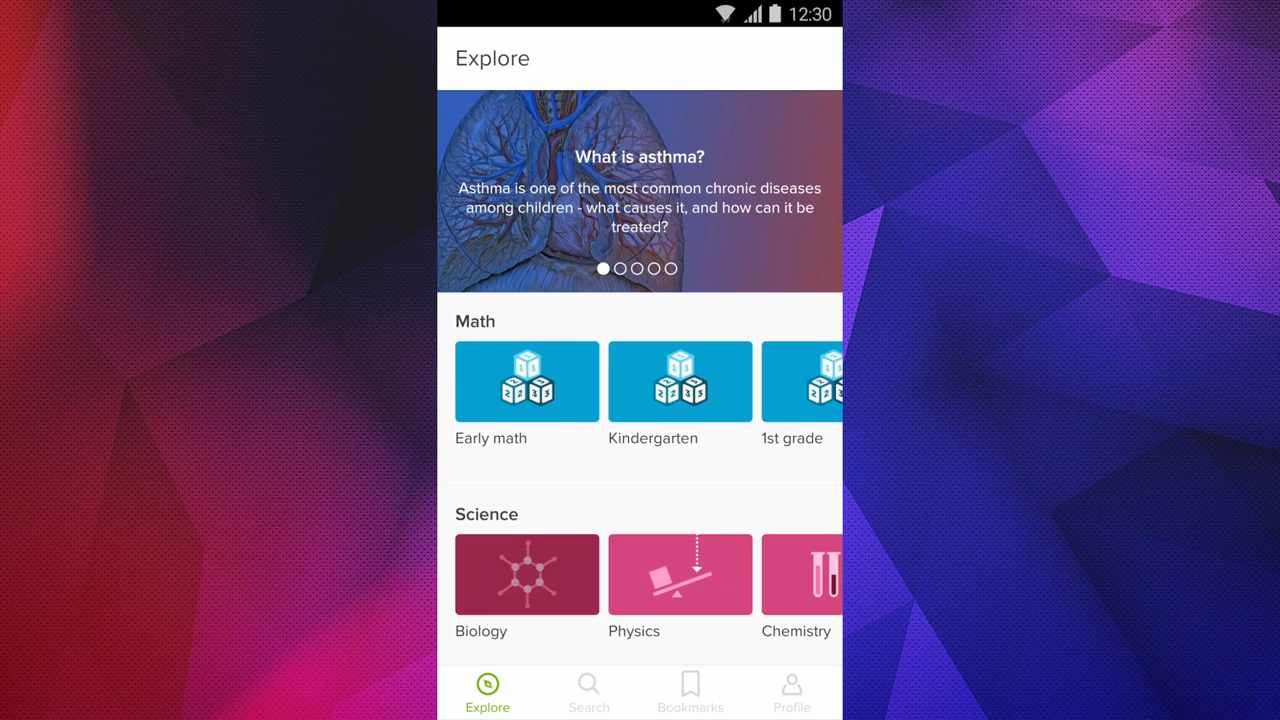 12:30
Explore
What is asthma?
Asthma is one of the most common chronic diseases
among children - what causes it, and how can it be
treated?
Math
Early math
Kindergarten
1st grade
Science
Biology
Physics
Chemistry
Explore
Search
Bookmarks
Profile